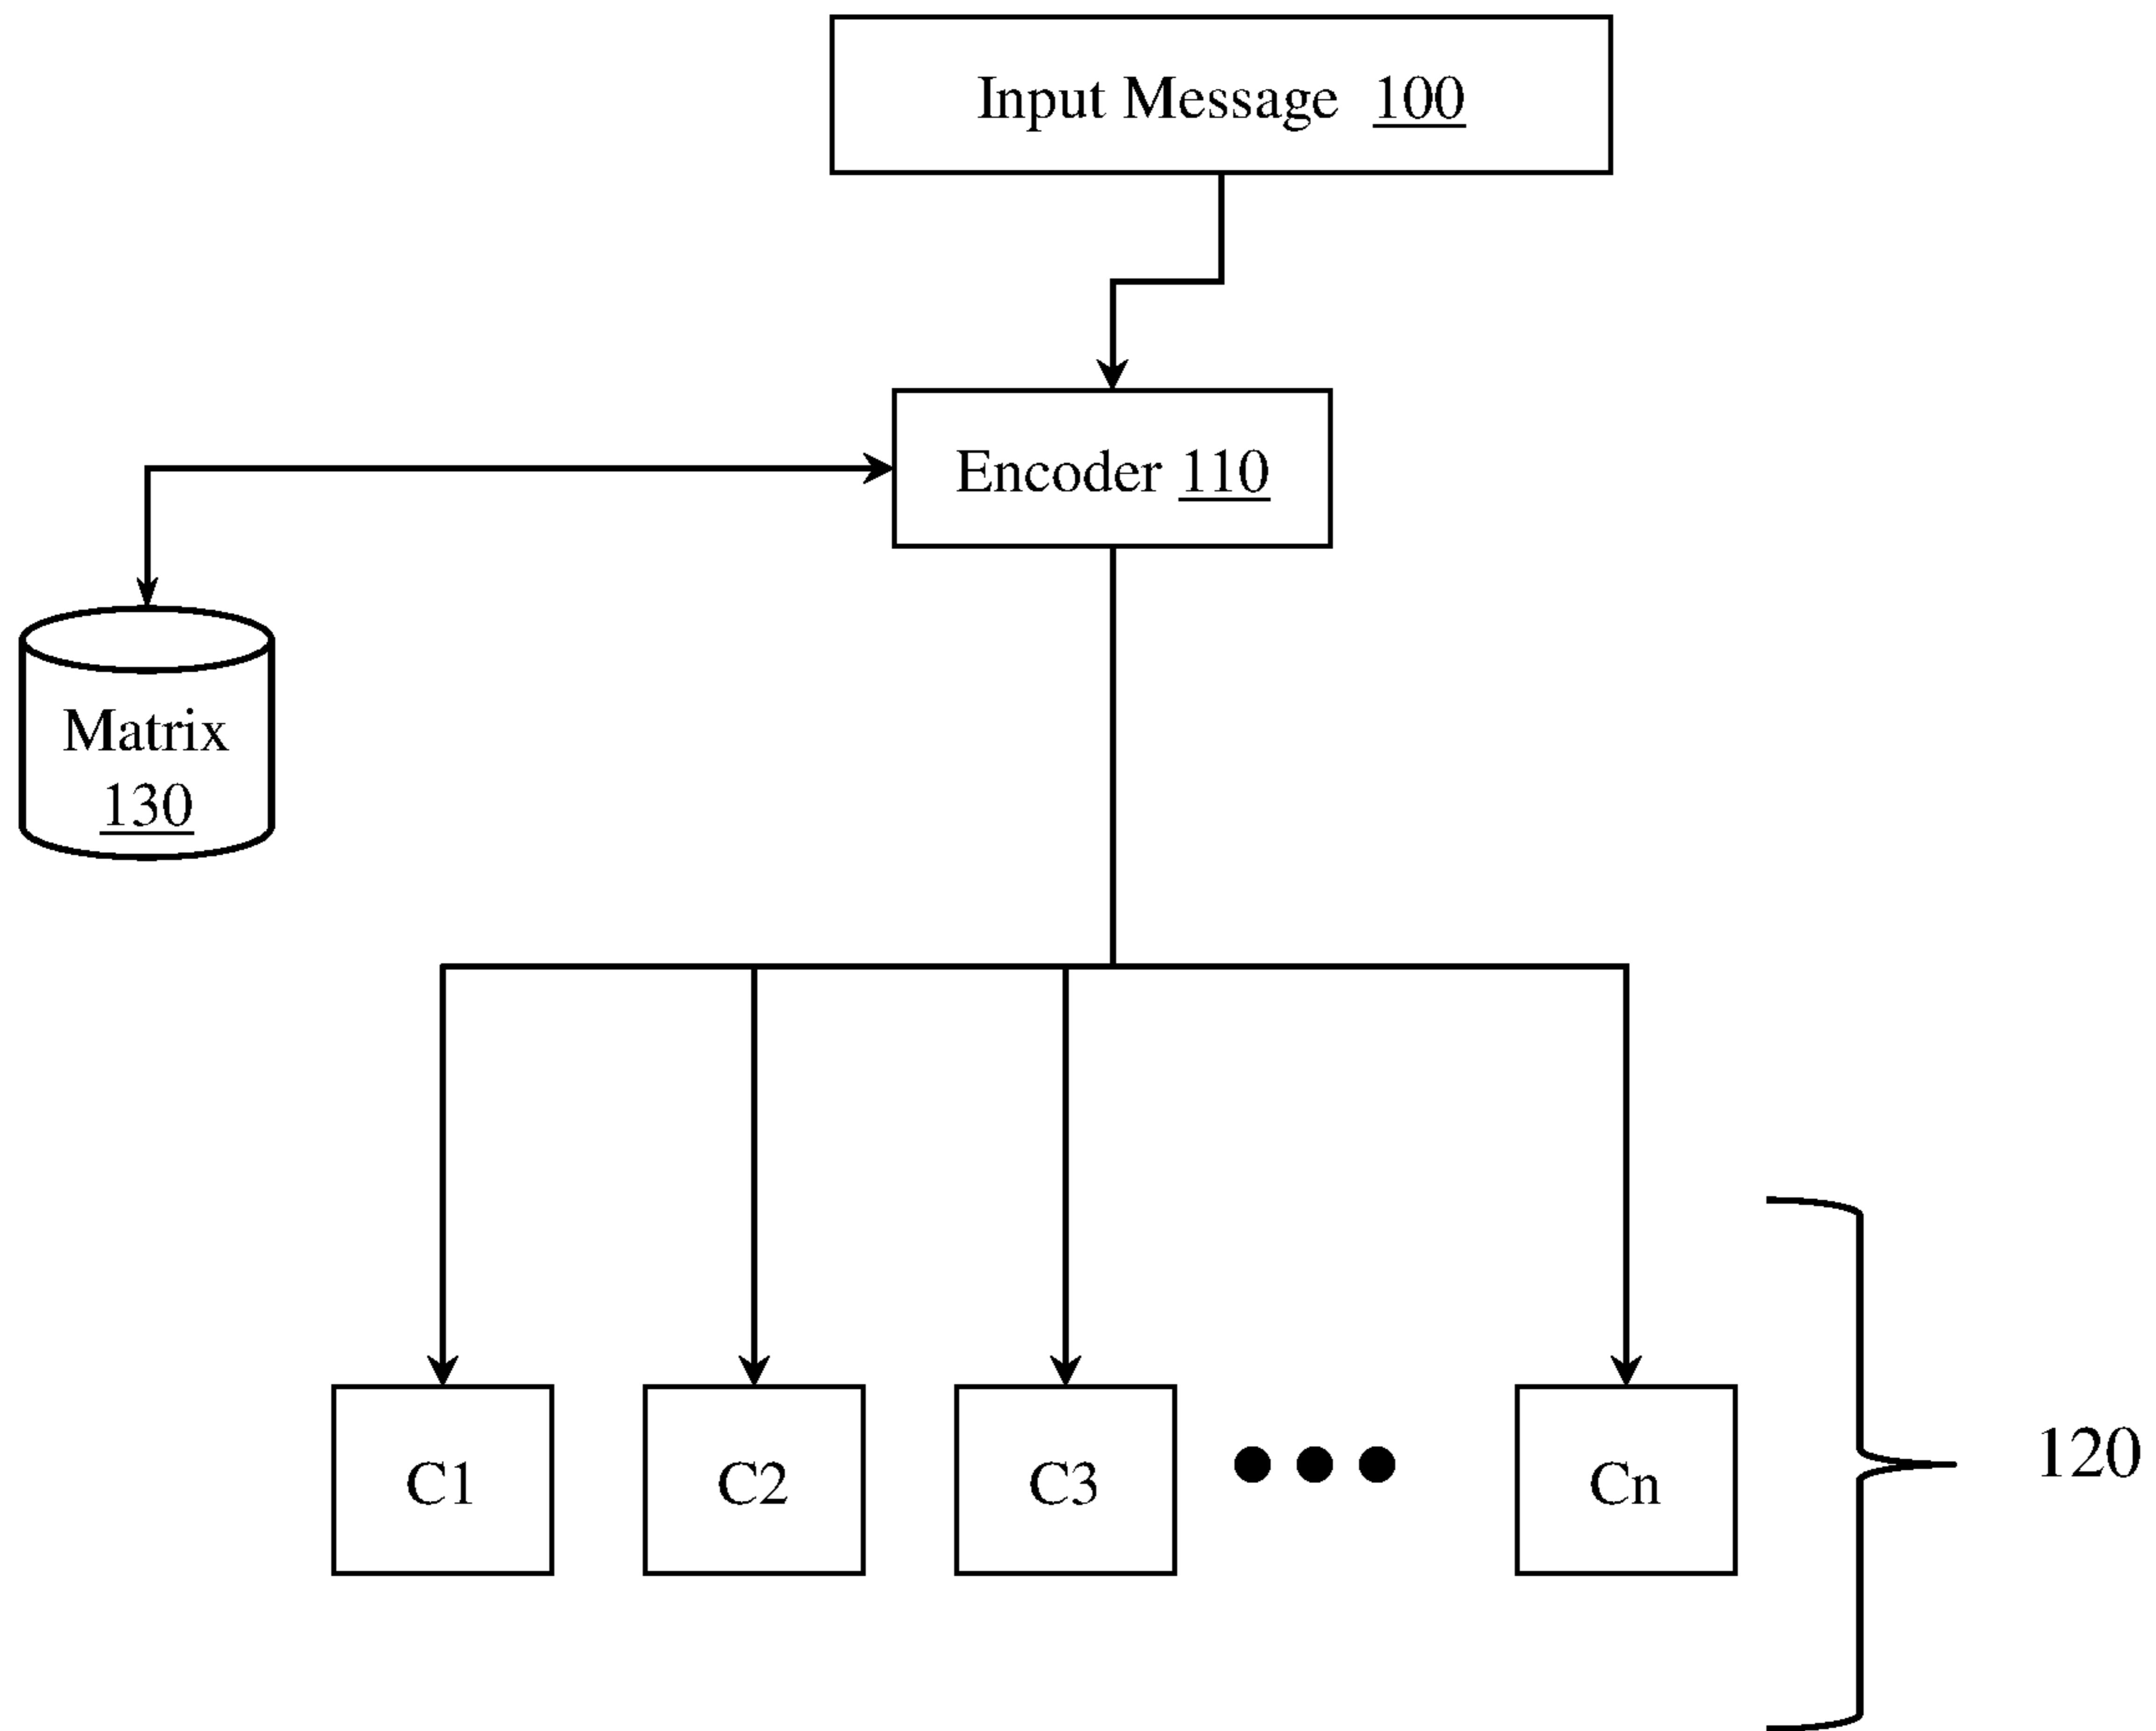 Input Message 100
Encoder 110
Matrix
130
C1 C2 C3 Cn
120